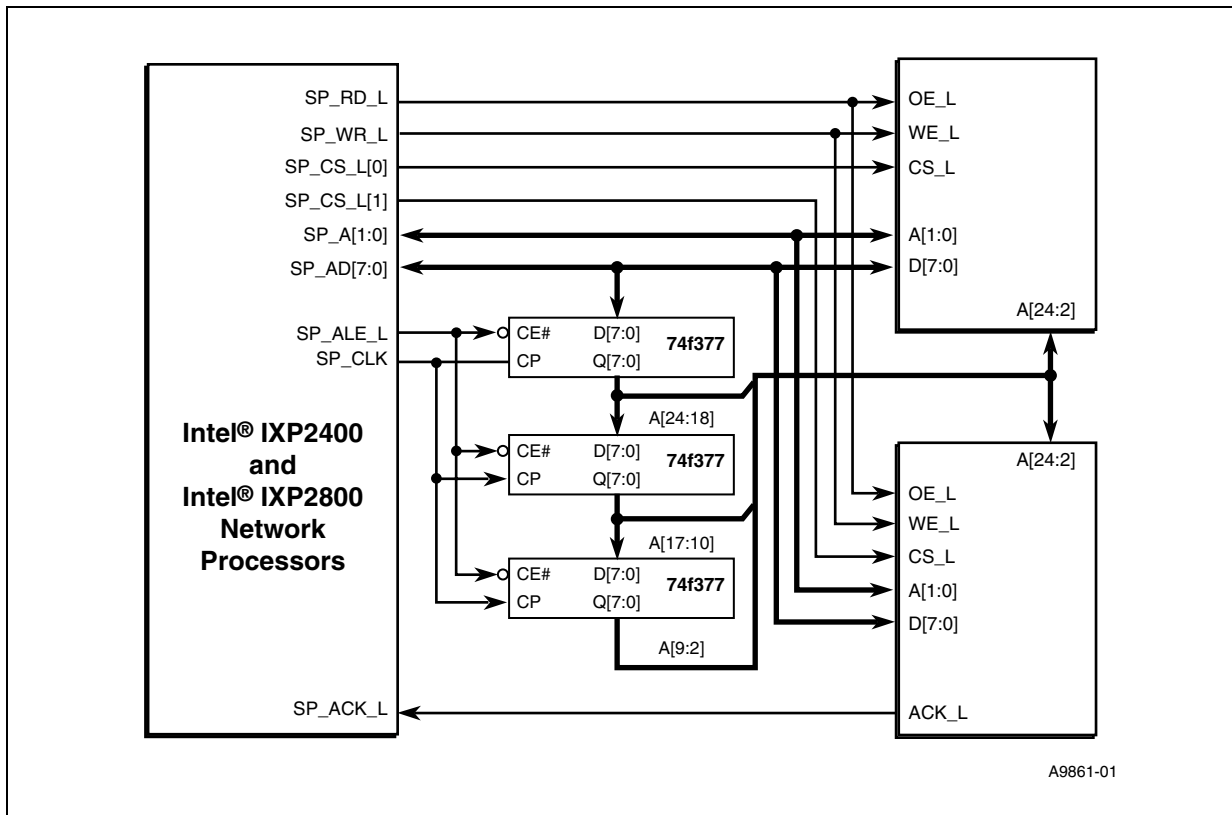 SP_RD_L
SP_WR_L
SP_CS_L[0]
SP_CS_L[1]
SP_A[1:0]
SP_AD[7:0]
SP_ALE_L
SP_CLK
Intel® IXP2400
and
Intel® IXP2800
Network
Processors
SP_ACK_L
CE# D[7:0] 74f377
CP Q[7:0]
A[24:18]
CE# D[7:0] 74f377
CP Q[7:0]
A[17:10]
CE# D[7:0] 74f377
CP Q[7:0]
A[9:2]
OE_L
WE_L
CS_L
A[1:0]
D[7:0]
A[24:2]
A[24:2]
OE_L
WE_L
CS_L
A[1:0]
D[7:0]
ACK_L
A9861-01